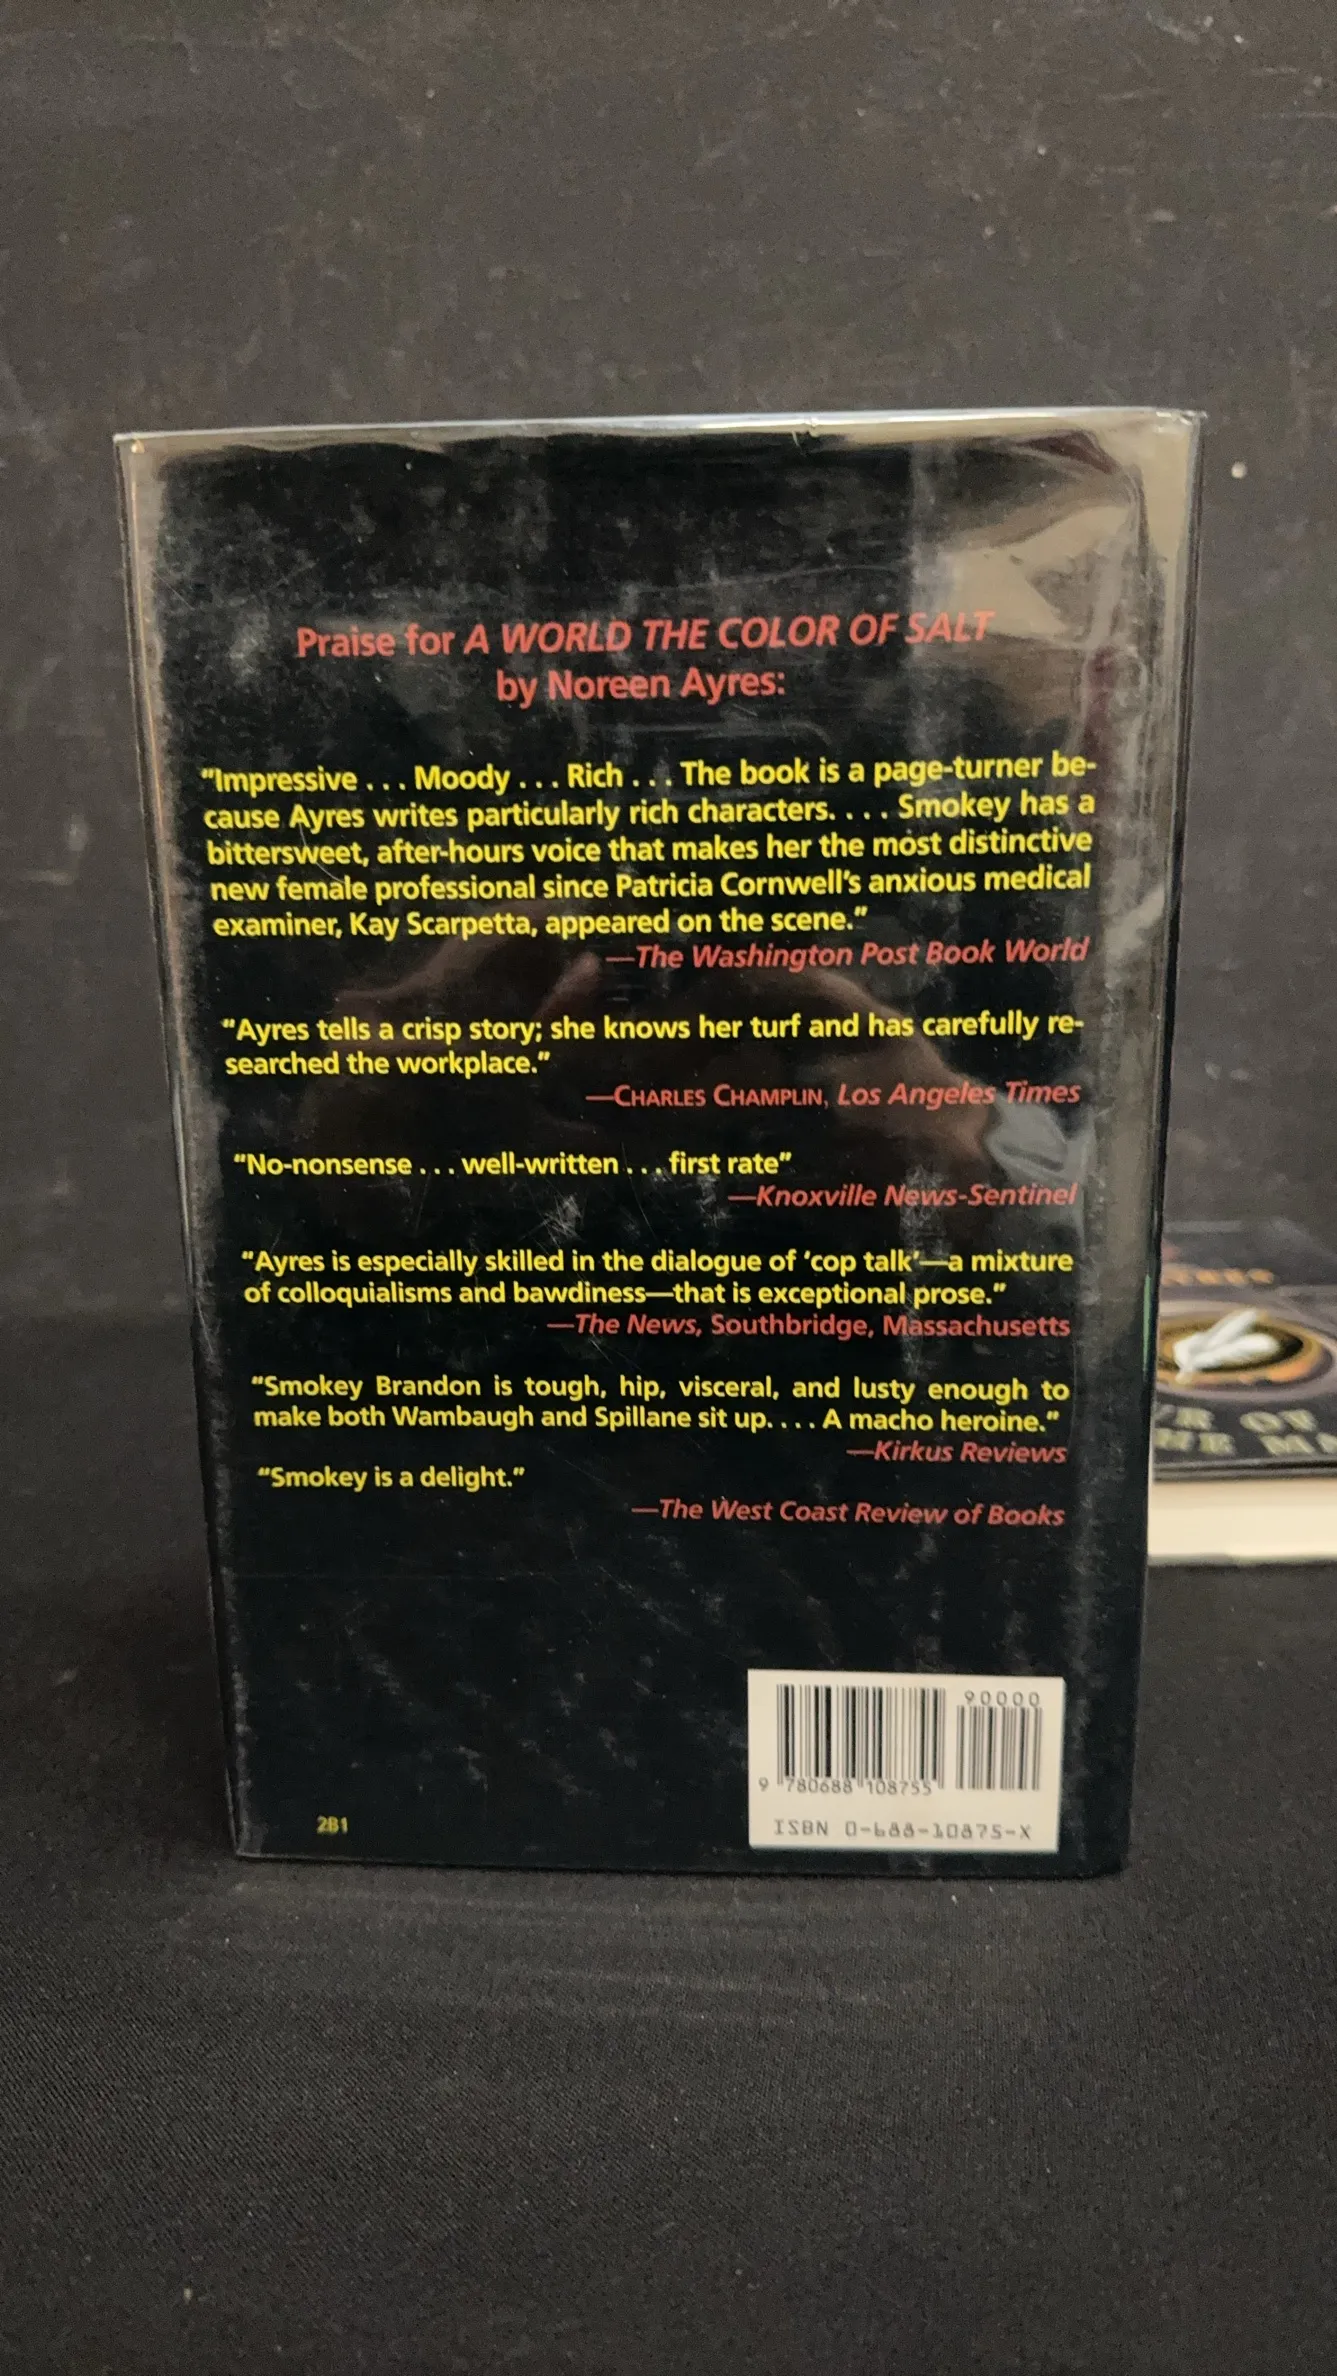 Praise for A WORLD THE COLOR OF SALT
by Noreen Ayres:
“Impressive . . . Moody . . . Rich . . . The book is a page-turner be-
cause Ayres writes particularly rich characters. . . . Smokey has a
bittersweet, after-hours voice that makes her the most distinctive
new female professional since Patricia Cornwell’s anxious medical
examiner, Kay Scarpetta, appeared on the scene.”
—The Washington Post Book World
“Ayres tells a crisp story; she knows her turf and has carefully re-
searched the workplace.”
—CHARLES CHAMPLIN, Los Angeles Times
“No-nonsense . . . well-written . . . first rate”
—Knoxville News-Sentinel
“Ayres is especially skilled in the dialogue of ‘cop talk’—a mixture
of colloquialisms and bawdiness—that is exceptional prose.”
—The News, Southbridge, Massachusetts
“Smokey Brandon is tough, hip, visceral, and lusty enough to
make both Wambaugh and Spillane sit up. . . . A macho heroine.”
—Kirkus Reviews
“Smokey is a delight.”
—The West Coast Review of Books
90000
9 780688 108755
ISBN 0-688-10875-X
2B1
OF